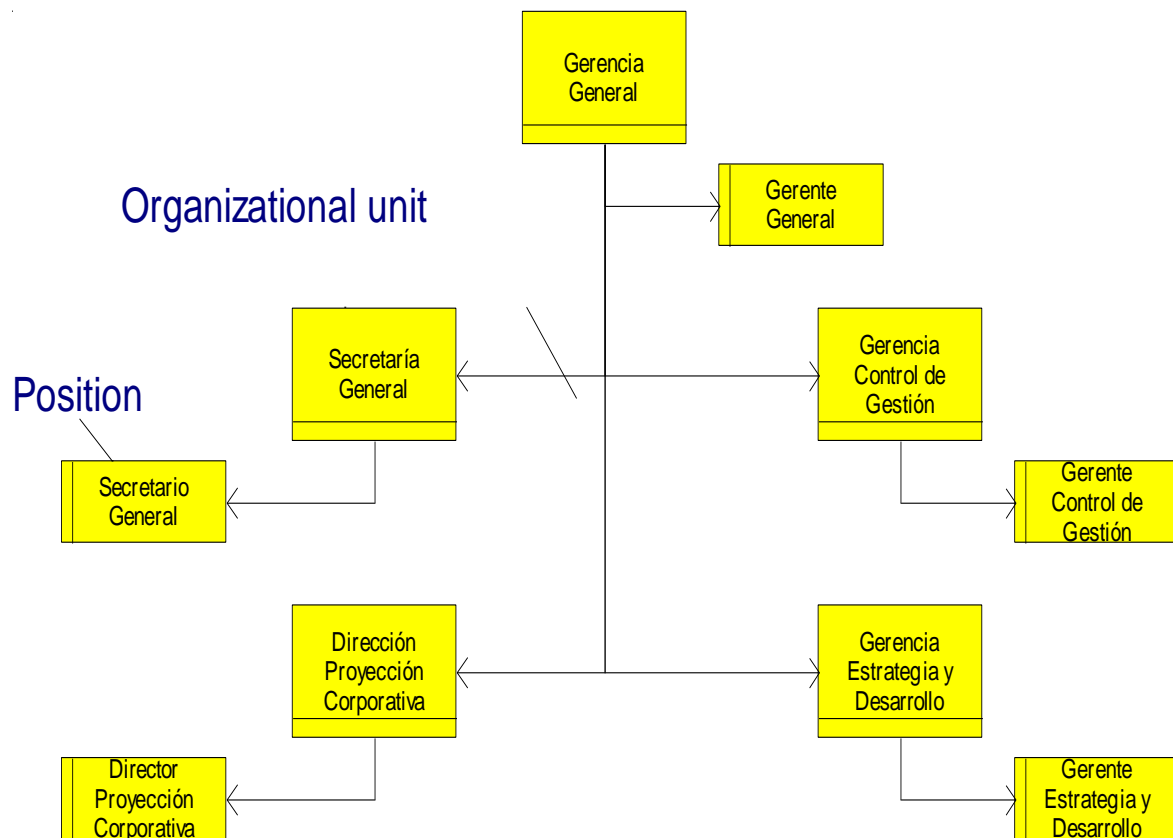 Gerencia
General
Gerente
General
Organizational unit
Secretaría
General
Gerencia
Control de
Gestión
Position
Secretario
General
Gerente
Control de
Gestión
Dirección
Proyección
Corporativa
Gerencia
Estrategia y
Desarrollo
Director
Proyección
Corporativa
Gerente
Estrategia y
Desarrollo